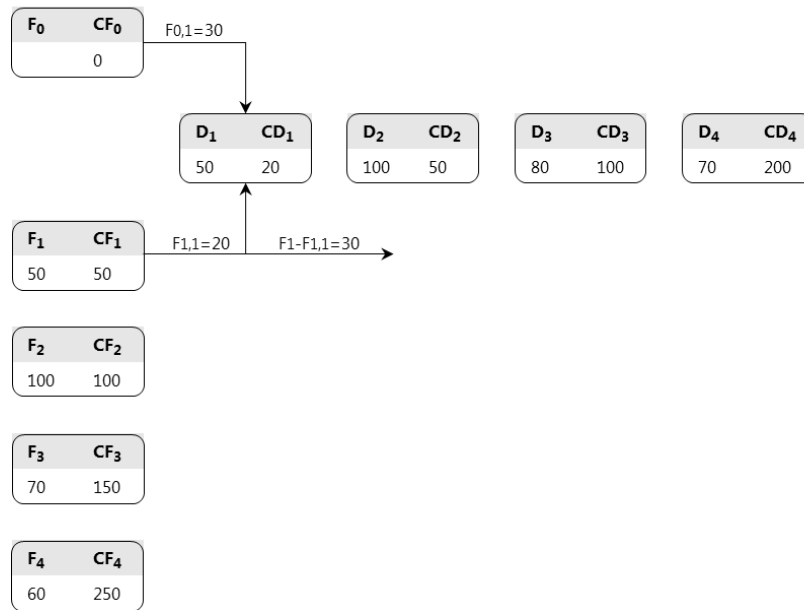 F₀ CF₀
0
F0,1=30
D₁ CD₁
50 20
D₂ CD₂
100 50
D₃ CD₃
80 100
D₄ CD₄
70 200
F₁ CF₁
50 50
F1,1=20
F1-F1,1=30
F₂ CF₂
100 100
F₃ CF₃
70 150
F₄ CF₄
60 250